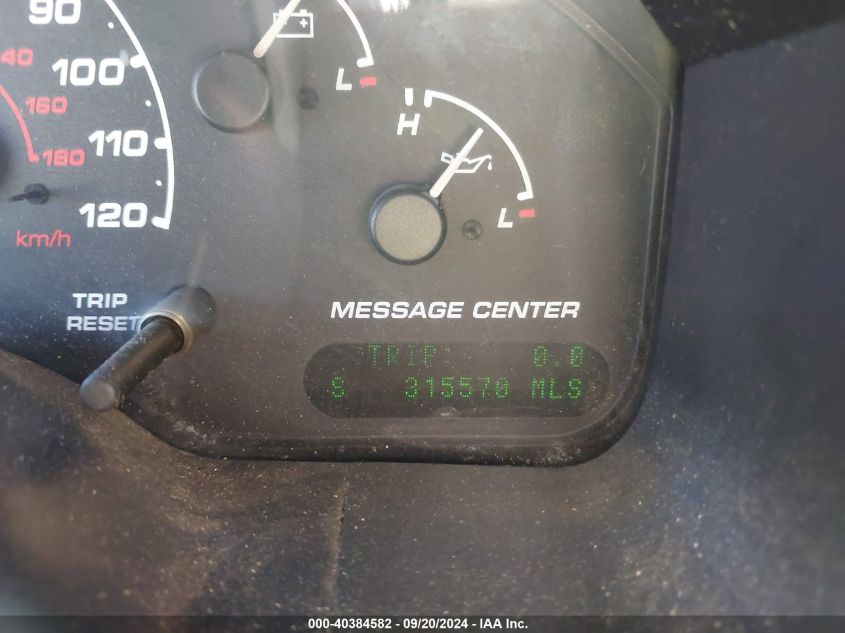 90
100
110
120
40
160
180
km/h
L
H
L
TRIP
RESET
MESSAGE CENTER
TRIP: 0.0
S 315570 MLS
000-40384582 - 09/20/2024 - IAA Inc.